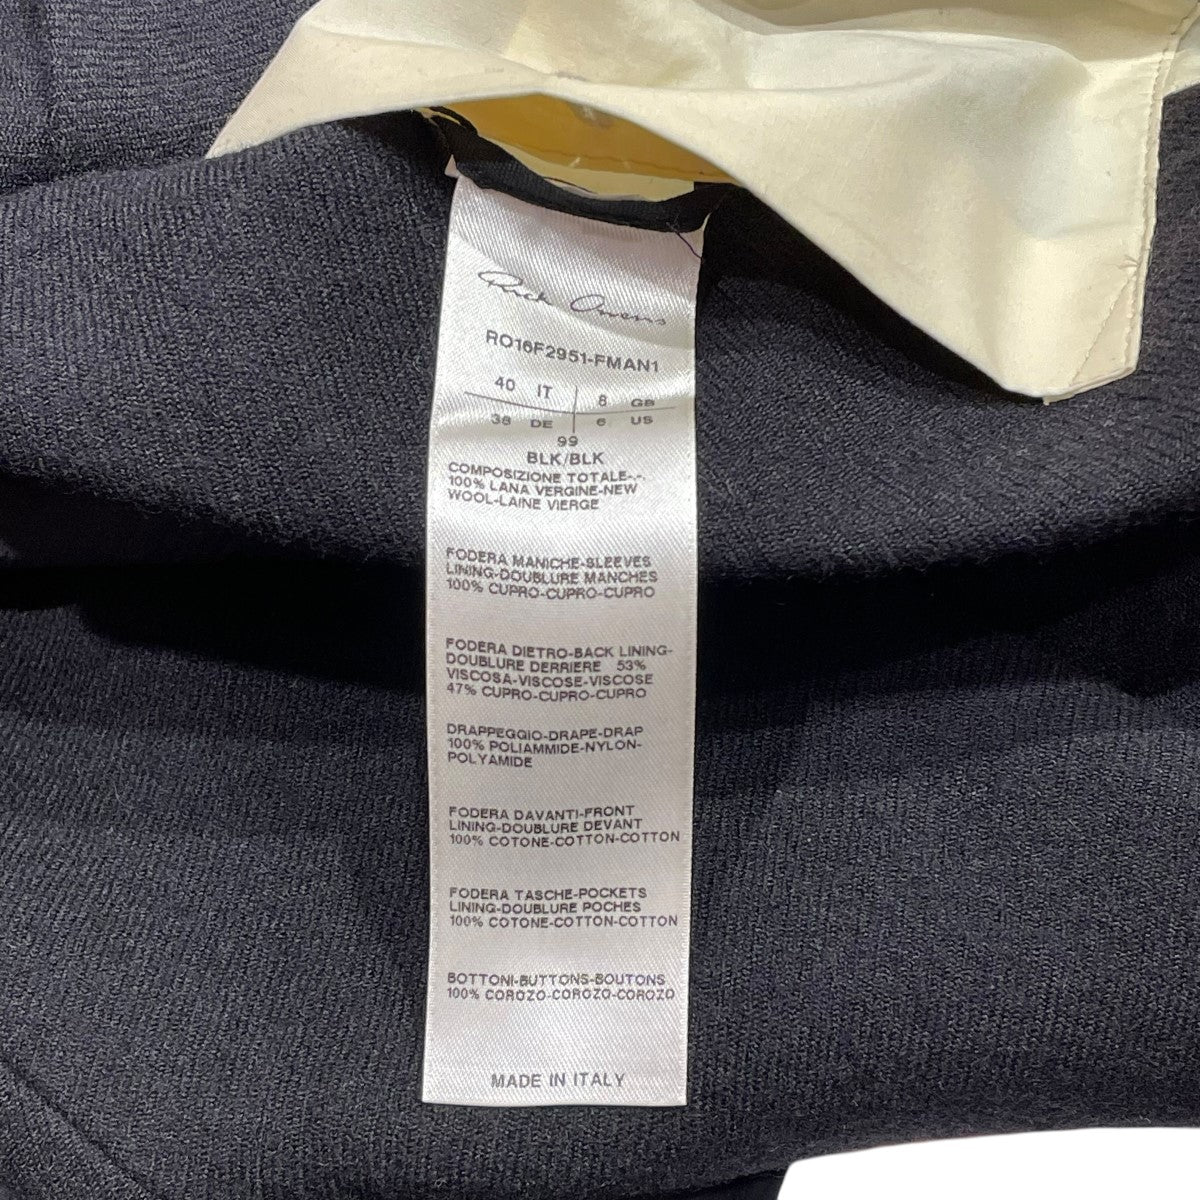 Rick Owens
RO16F2951-FMAN1
40 IT 8 GB
38 DE 6 US
99
BLK/BLK
COMPOSIZIONE TOTALE-.-.
100% LANA VERGINE-NEW
WOOL-LAINE VIERGE
FODERA MANICHE-SLEEVES
LINING-DOUBLURE MANCHES
100% CUPRO-CUPRO-CUPRO
FODERA DIETRO-BACK LINING-
DOUBLURE DERRIERE 53%
VISCOSA-VISCOSE-VISCOSE
47% CUPRO-CUPRO-CUPRO
DRAPPEGGIO-DRAPE-DRAP
100% POLIAMMIDE-NYLON-
POLYAMIDE
FODERA DAVANTI-FRONT
LINING-DOUBLURE DEVANT
100% COTONE-COTTON-COTTON
FODERA TASCHE-POCKETS
LINING-DOUBLURE POCHES
100% COTONE-COTTON-COTTON
BOTTONI-BUTTONS-BOUTONS
100% COROZO-COROZO-COROZO
MADE IN ITALY